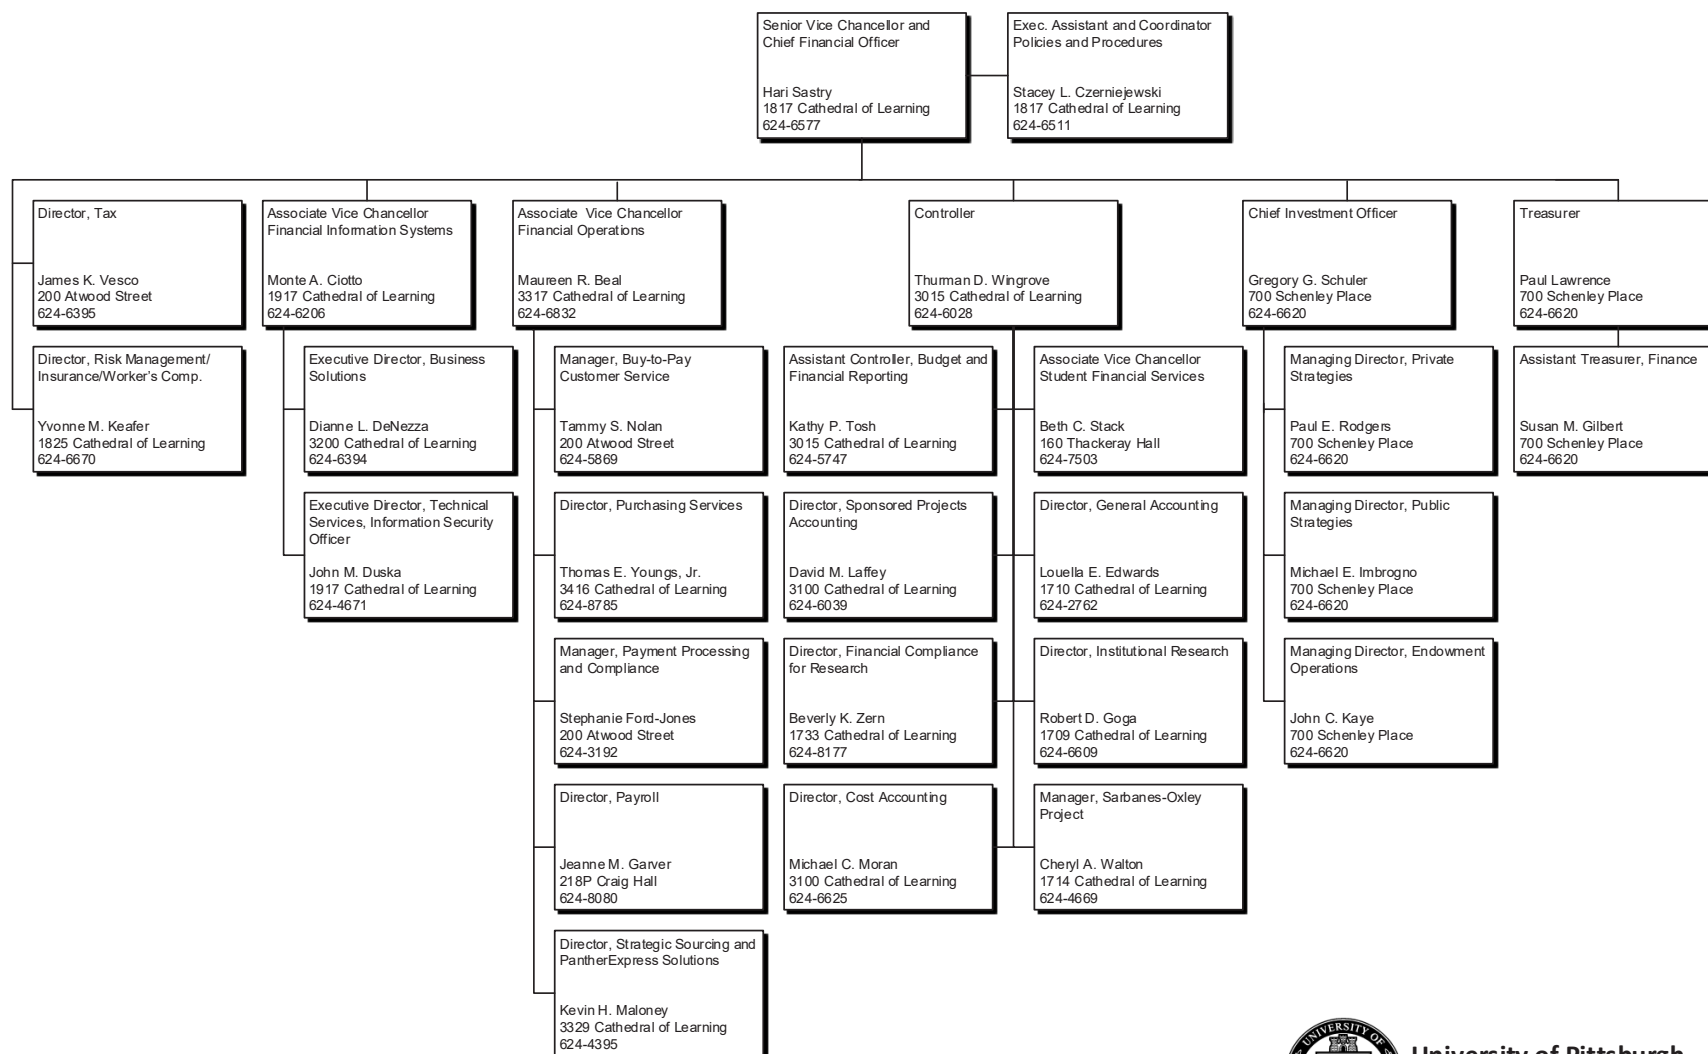 Senior Vice Chancellor and
Chief Financial Officer
Hari Sastry
1817 Cathedral of Learning
624-6577
Exec. Assistant and Coordinator
Policies and Procedures
Stacey L. Czerniejewski
1817 Cathedral of Learning
624-6511
Director, Tax
James K. Vesco
200 Atwood Street
624-6395
Director, Risk Management/
Insurance/Worker's Comp.
Yvonne M. Keafer
1825 Cathedral of Learning
624-6670
Associate Vice Chancellor
Financial Information Systems
Monte A. Ciotto
1917 Cathedral of Learning
624-6206
Executive Director, Business
Solutions
Dianne L. DeNezza
3200 Cathedral of Learning
624-6394
Executive Director, Technical
Services, Information Security
Officer
John M. Duska
1917 Cathedral of Learning
624-4671
Associate Vice Chancellor
Financial Operations
Maureen R. Beal
3317 Cathedral of Learning
624-6832
Manager, Buy-to-Pay
Customer Service
Tammy S. Nolan
200 Atwood Street
624-5869
Director, Purchasing Services
Thomas E. Youngs, Jr.
3416 Cathedral of Learning
624-8785
Manager, Payment Processing
and Compliance
Stephanie Ford-Jones
200 Atwood Street
624-3192
Director, Payroll
Jeanne M. Garver
218P Craig Hall
624-8080
Director, Strategic Sourcing and
PantherExpress Solutions
Kevin H. Maloney
3329 Cathedral of Learning
624-4395
Controller
Thurman D. Wingrove
3015 Cathedral of Learning
624-6028
Assistant Controller, Budget and
Financial Reporting
Kathy P. Tosh
3015 Cathedral of Learning
624-5747
Associate Vice Chancellor
Student Financial Services
Beth C. Stack
160 Thackeray Hall
624-7503
Director, Sponsored Projects
Accounting
David M. Laffey
3100 Cathedral of Learning
624-6039
Director, General Accounting
Louella E. Edwards
1710 Cathedral of Learning
624-2762
Director, Financial Compliance
for Research
Beverly K. Zern
1733 Cathedral of Learning
624-8177
Director, Institutional Research
Robert D. Goga
1709 Cathedral of Learning
624-6609
Director, Cost Accounting
Michael C. Moran
3100 Cathedral of Learning
624-6625
Manager, Sarbanes-Oxley
Project
Cheryl A. Walton
1714 Cathedral of Learning
624-4669
Chief Investment Officer
Gregory G. Schuler
700 Schenley Place
624-6620
Managing Director, Private
Strategies
Paul E. Rodgers
700 Schenley Place
624-6620
Managing Director, Public
Strategies
Michael E. Imbrogno
700 Schenley Place
624-6620
Managing Director, Endowment
Operations
John C. Kaye
700 Schenley Place
624-6620
Treasurer
Paul Lawrence
700 Schenley Place
624-6620
Assistant Treasurer, Finance
Susan M. Gilbert
700 Schenley Place
624-6620
UNIVERSITY OF
University of Pittsburgh